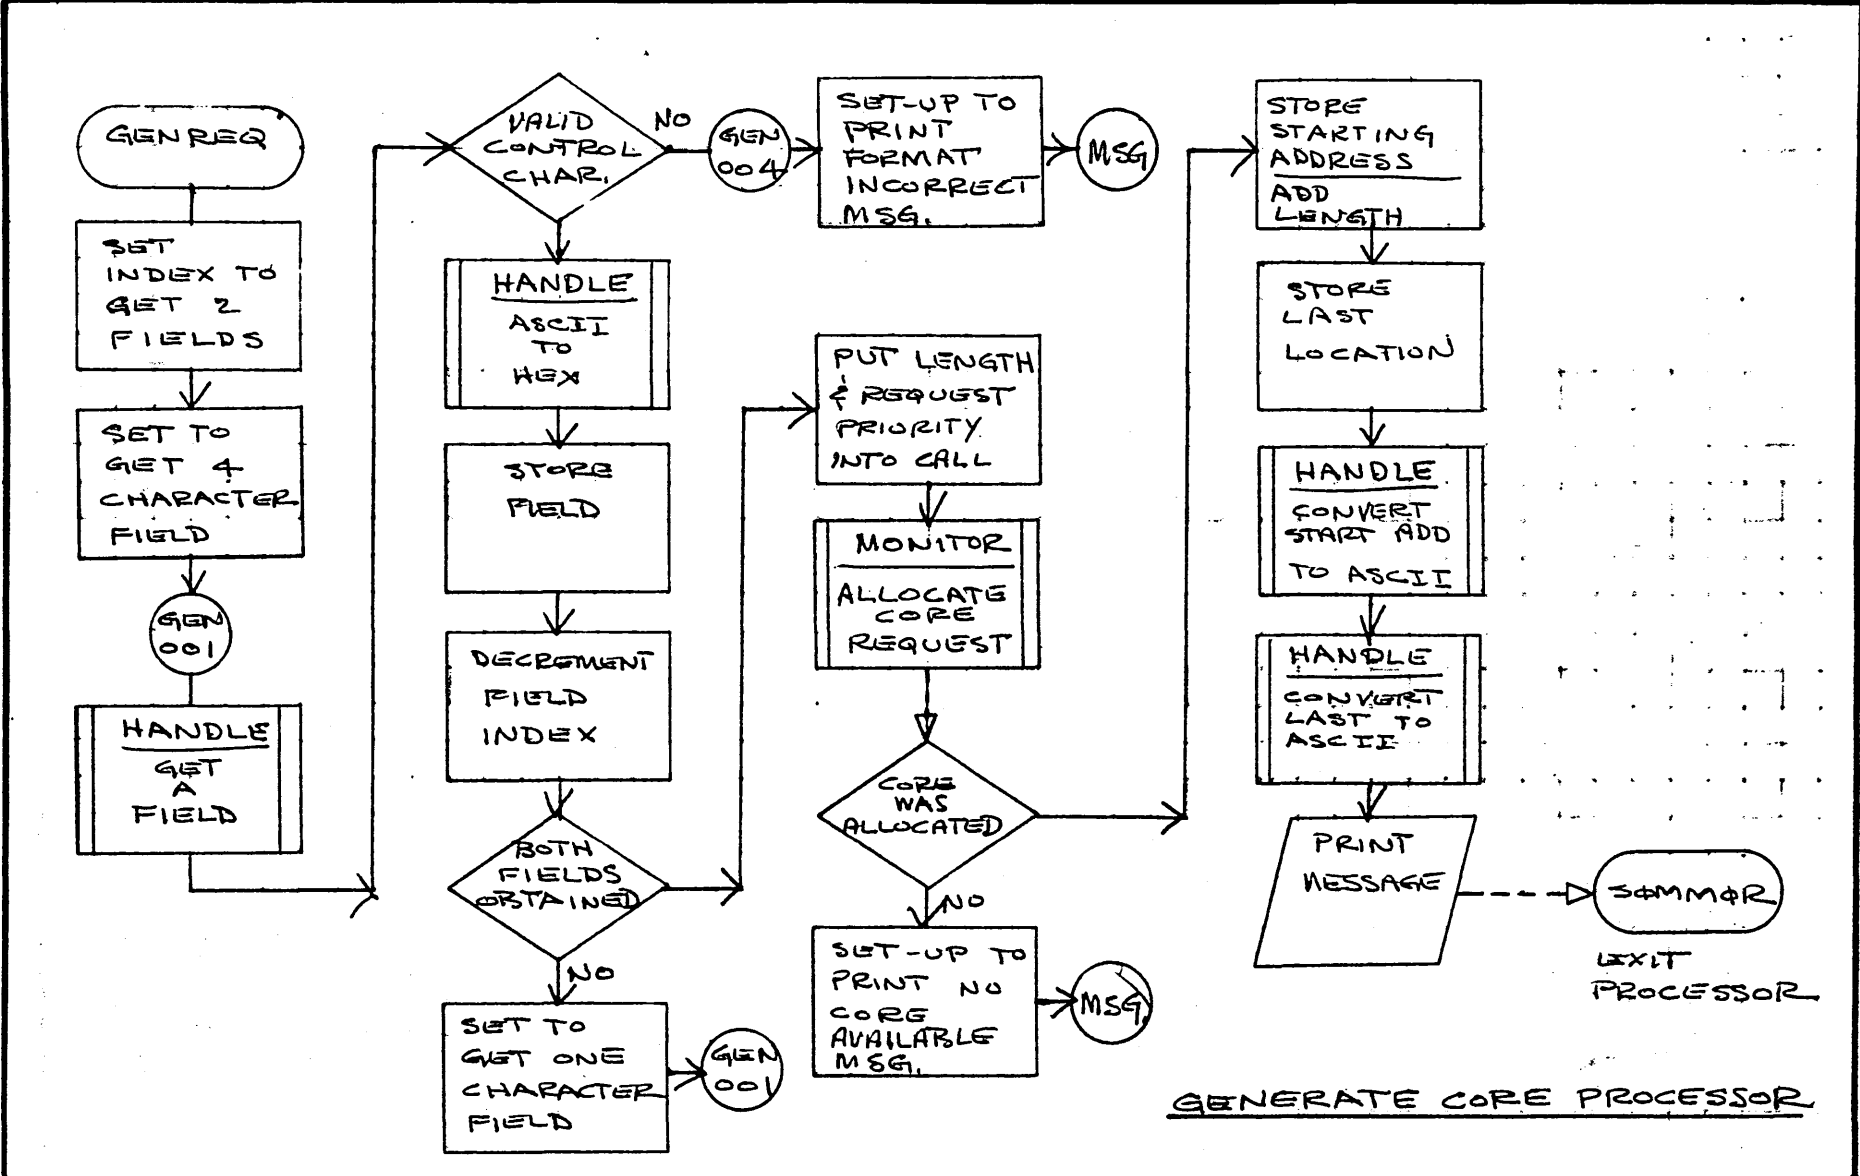 GENREQ
SET
INDEX TO
GET 2
FIELDS
SET TO
GET 4
CHARACTER
FIELD
GEN
001
HANDLE
GET
A
FIELD
VALID
CONTROL
CHAR.
NO
HANDLE
ASCII
TO
HEX
STORE
FIELD
DECREMENT
FIELD
INDEX
BOTH
FIELDS
OBTAINED
NO
SET TO
GET ONE
CHARACTER
FIELD
GEN
001
GEN
004
SET-UP TO
PRINT
FORMAT
INCORRECT
MSG.
MSG
PUT LENGTH
& REQUEST
PRIORITY
INTO CALL
MONITOR
ALLOCATE
CORE
REQUEST
CORE
WAS
ALLOCATED
NO
SET-UP TO
PRINT NO
CORE
AVAILABLE
MSG.
MSG.
STORE
STARTING
ADDRESS
ADD
LENGTH
STORE
LAST
LOCATION
HANDLE
CONVERT
START ADD
TO ASCII
HANDLE
CONVERT
LAST TO
ASCII
PRINT
MESSAGE
SØMMØR
EXIT
PROCESSOR
GENERATE CORE PROCESSOR